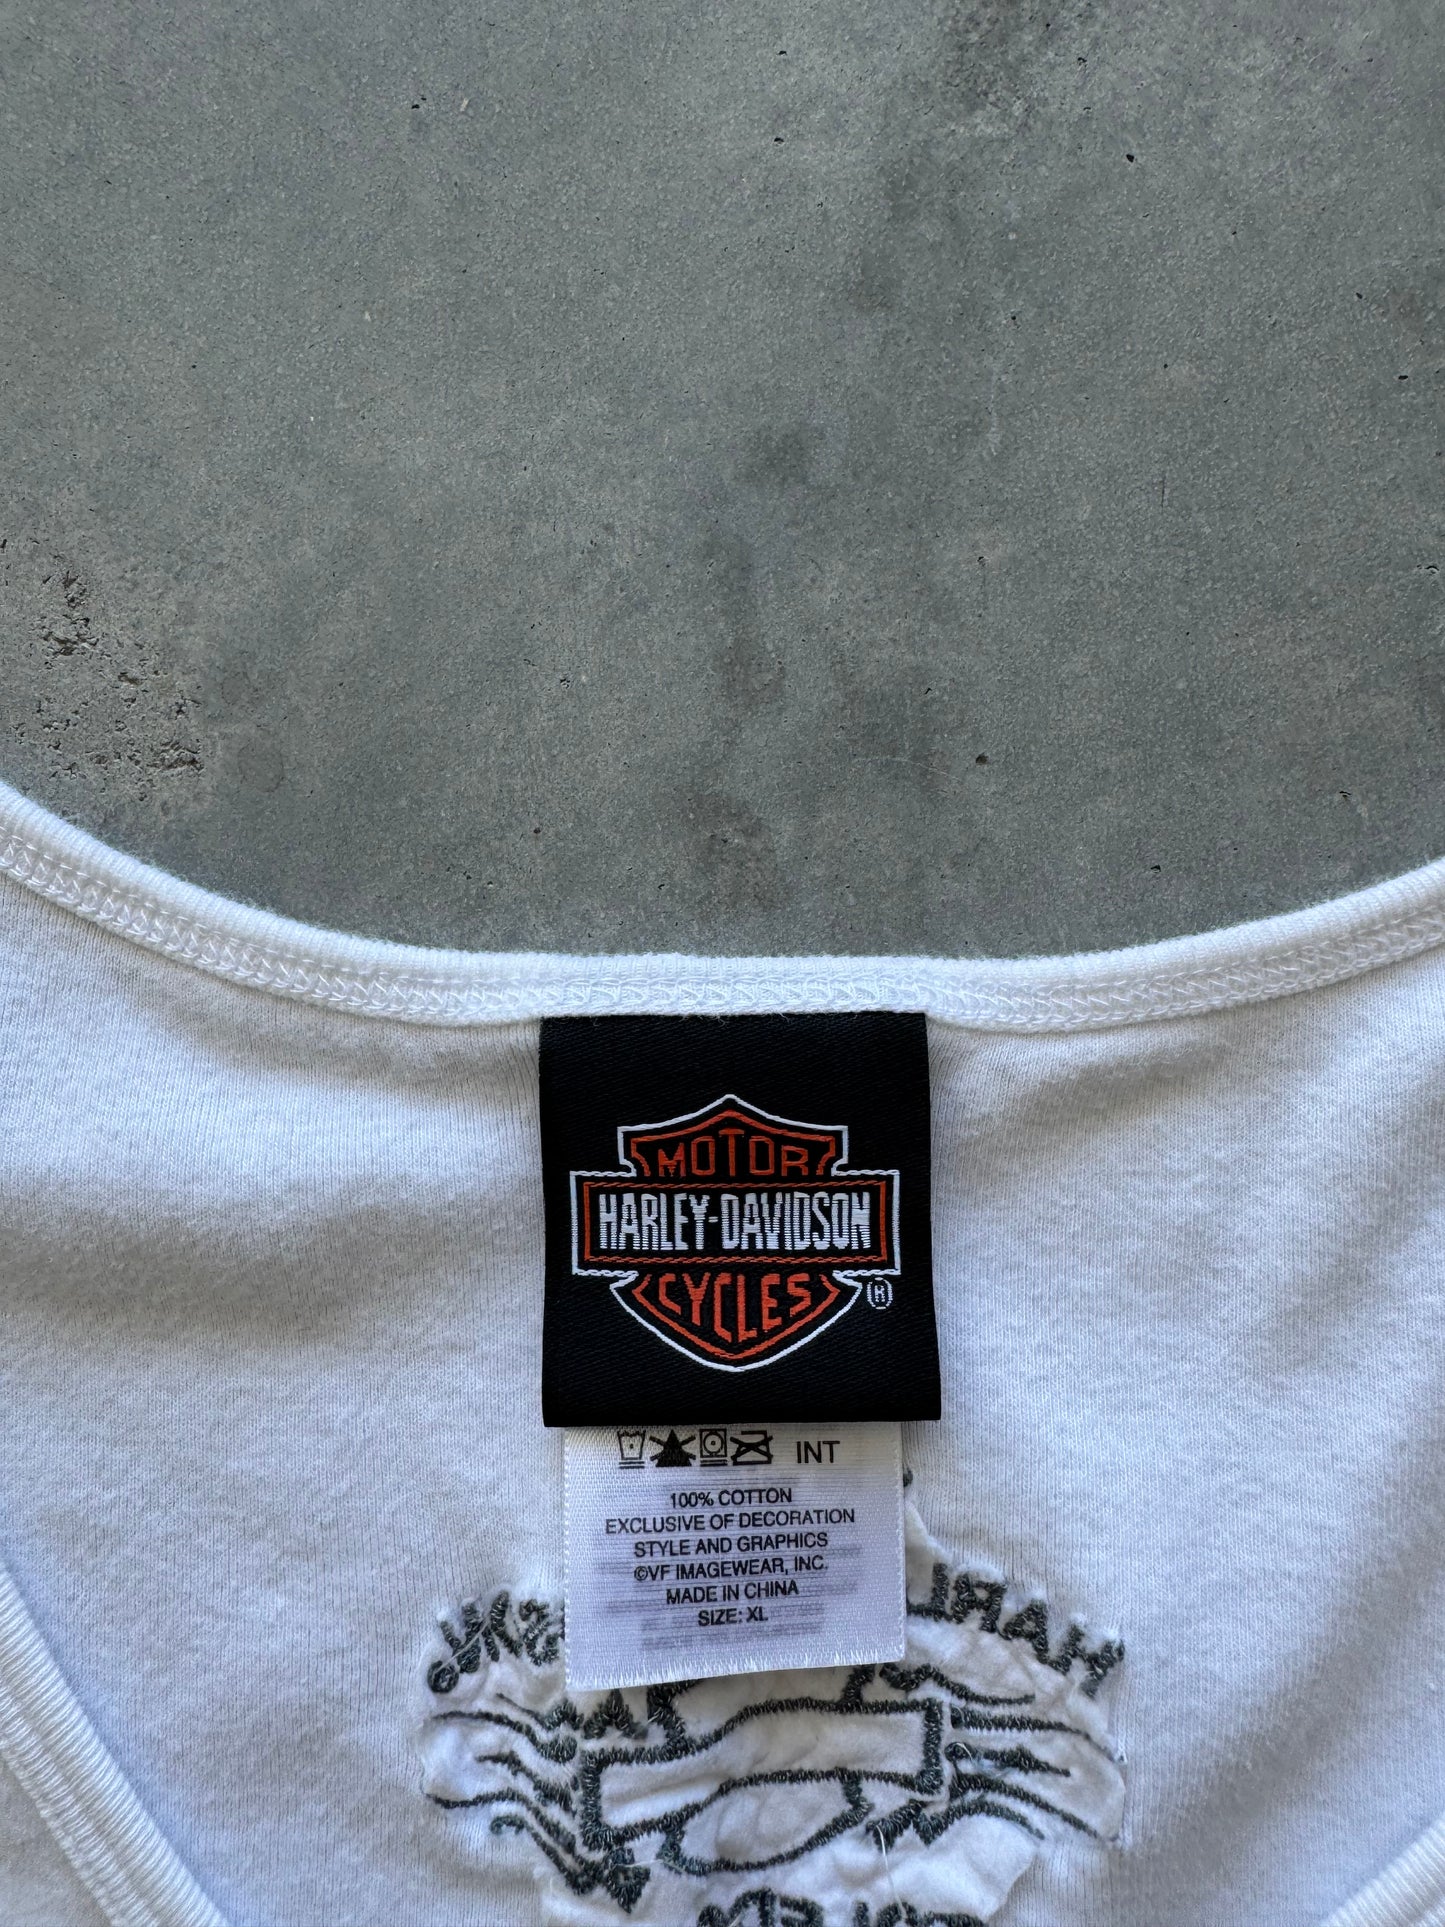 MOTOR
HARLEY-DAVIDSON
CYCLES
®
INT
100% COTTON
EXCLUSIVE OF DECORATION
STYLE AND GRAPHICS
©VF IMAGEWEAR, INC.
MADE IN CHINA
SIZE: XL